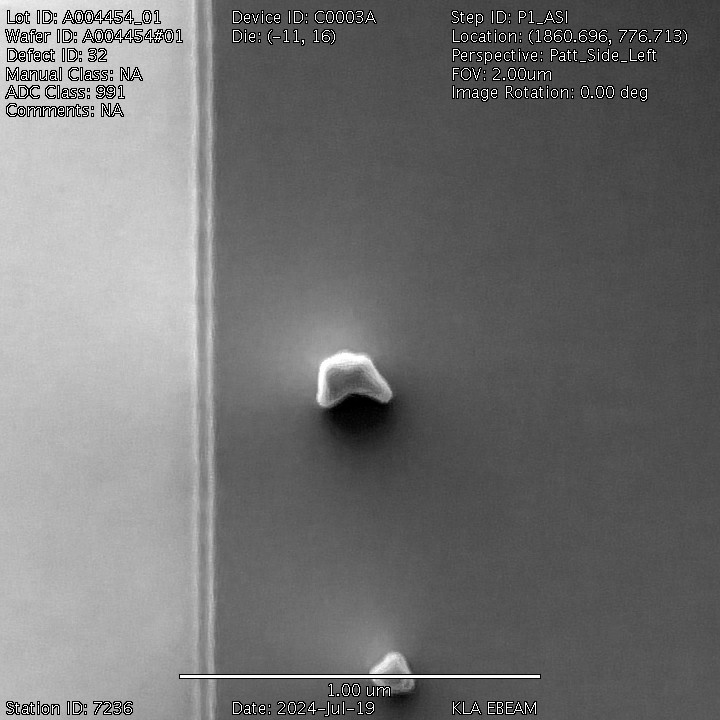 Lot ID: A004454_01
Wafer ID: A004454#01
Defect ID: 32
Manual Class: NA
ADC Class: 991
Comments: NA
Device ID: C0003A
Die: (-11, 16)
Step ID: P1_ASI
Location: (1860.696, 776.713)
Perspective: Patt_Side_Left
FOV: 2.00um
Image Rotation: 0.00 deg
1.00 um
Station ID: 7236
Date: 2024-Jul-19
KLA EBEAM